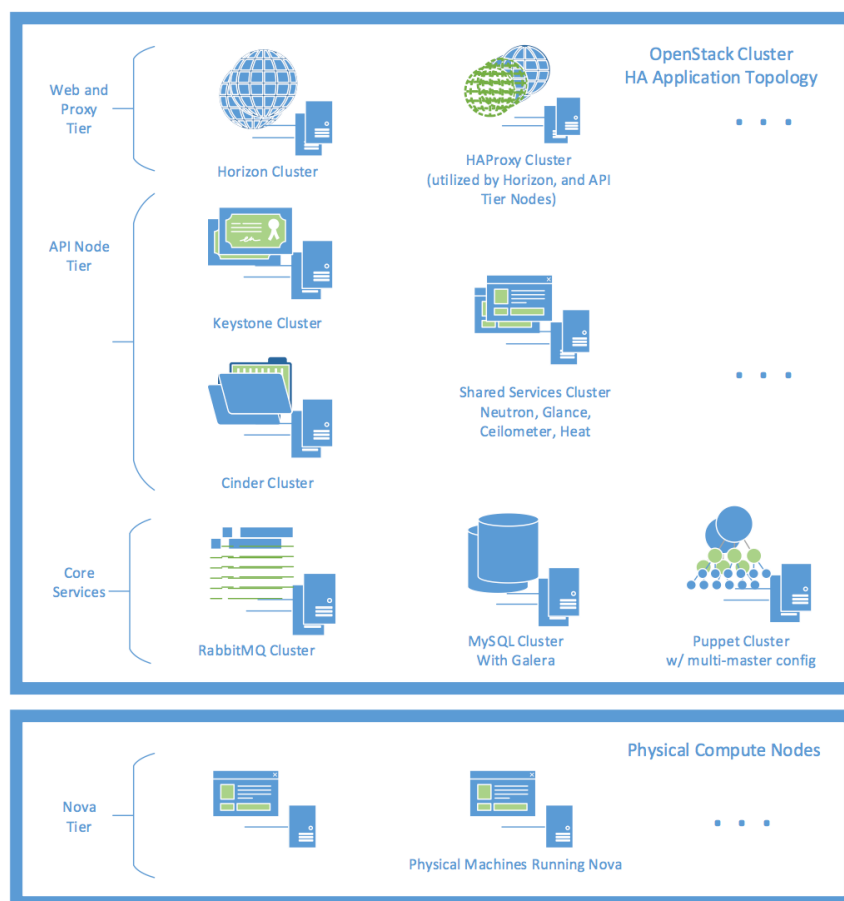 OpenStack Cluster
HA Application Topology
Web and
Proxy
Tier
Horizon Cluster
HAProxy Cluster
(utilized by Horizon, and API
Tier Nodes)
API Node
Tier
Keystone Cluster
Shared Services Cluster
Neutron, Glance,
Ceilometer, Heat
Cinder Cluster
Core
Services
RabbitMQ Cluster
MySQL Cluster
With Galera
Puppet Cluster
w/ multi-master config
Physical Compute Nodes
Nova
Tier
Physical Machines Running Nova